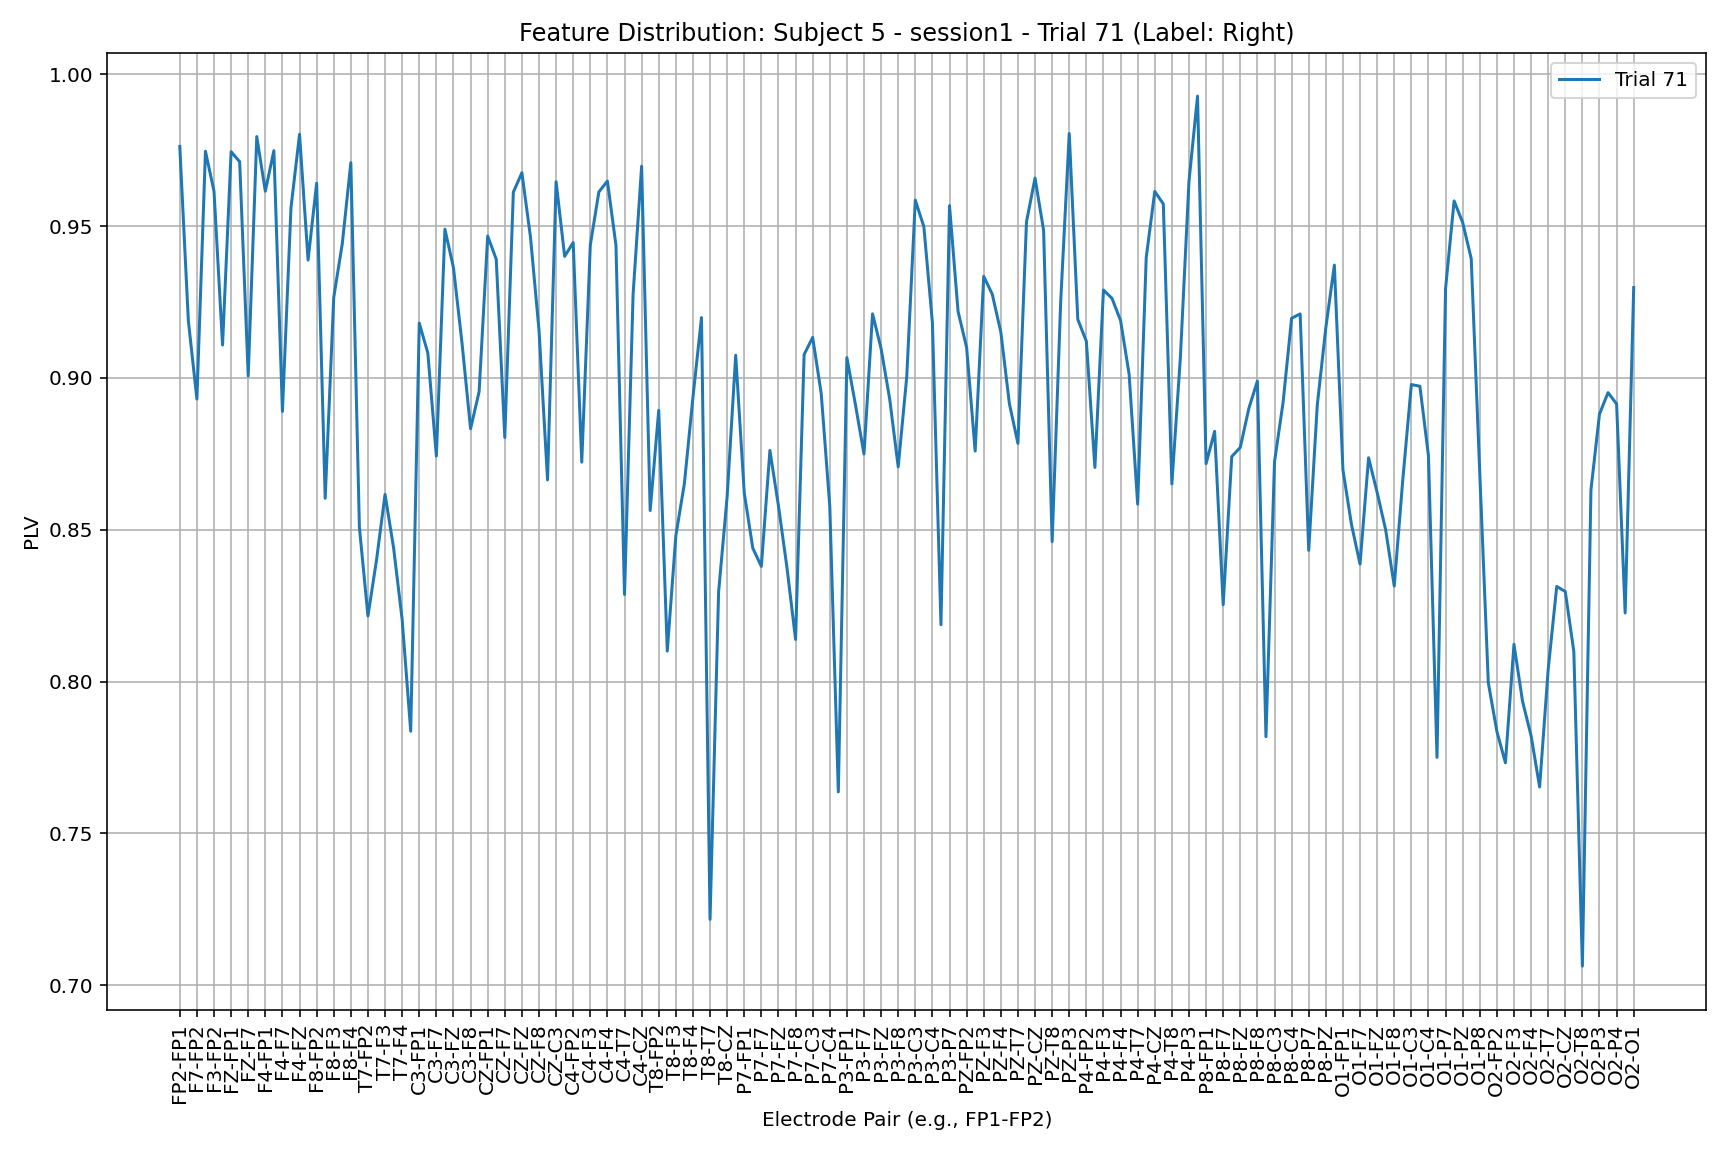 Feature Distribution: Subject 5 - session1 - Trial 71 (Label: Right)
Trial 71
1.00
0.95
0.90
0.85
0.80
0.75
0.70
PLV
FP2-FP1
F7-FP2
F3-FP2
FZ-FP1
FZ-F7
F4-FP1
F4-F7
F4-FZ
F8-FP2
F8-F3
F8-F4
T7-FP2
T7-F3
T7-F4
C3-FP1
C3-F7
C3-FZ
C3-F8
CZ-FP1
CZ-F7
CZ-FZ
CZ-F8
CZ-C3
C4-FP2
C4-F3
C4-F4
C4-T7
C4-CZ
T8-FP2
T8-F3
T8-F4
T8-T7
T8-CZ
P7-FP1
P7-F7
P7-FZ
P7-F8
P7-C3
P7-C4
P3-FP1
P3-F7
P3-FZ
P3-F8
P3-C3
P3-C4
P3-P7
PZ-FP2
PZ-F3
PZ-F4
PZ-T7
PZ-CZ
PZ-T8
PZ-P3
P4-FP2
P4-F3
P4-F4
P4-T7
P4-CZ
P4-T8
P4-P3
P8-FP1
P8-F7
P8-FZ
P8-F8
P8-C3
P8-C4
P8-P7
P8-PZ
O1-FP1
O1-F7
O1-FZ
O1-F8
O1-C3
O1-C4
O1-P7
O1-PZ
O1-P8
O2-FP2
O2-F3
O2-F4
O2-T7
O2-CZ
O2-T8
O2-P3
O2-P4
O2-O1
Electrode Pair (e.g., FP1-FP2)